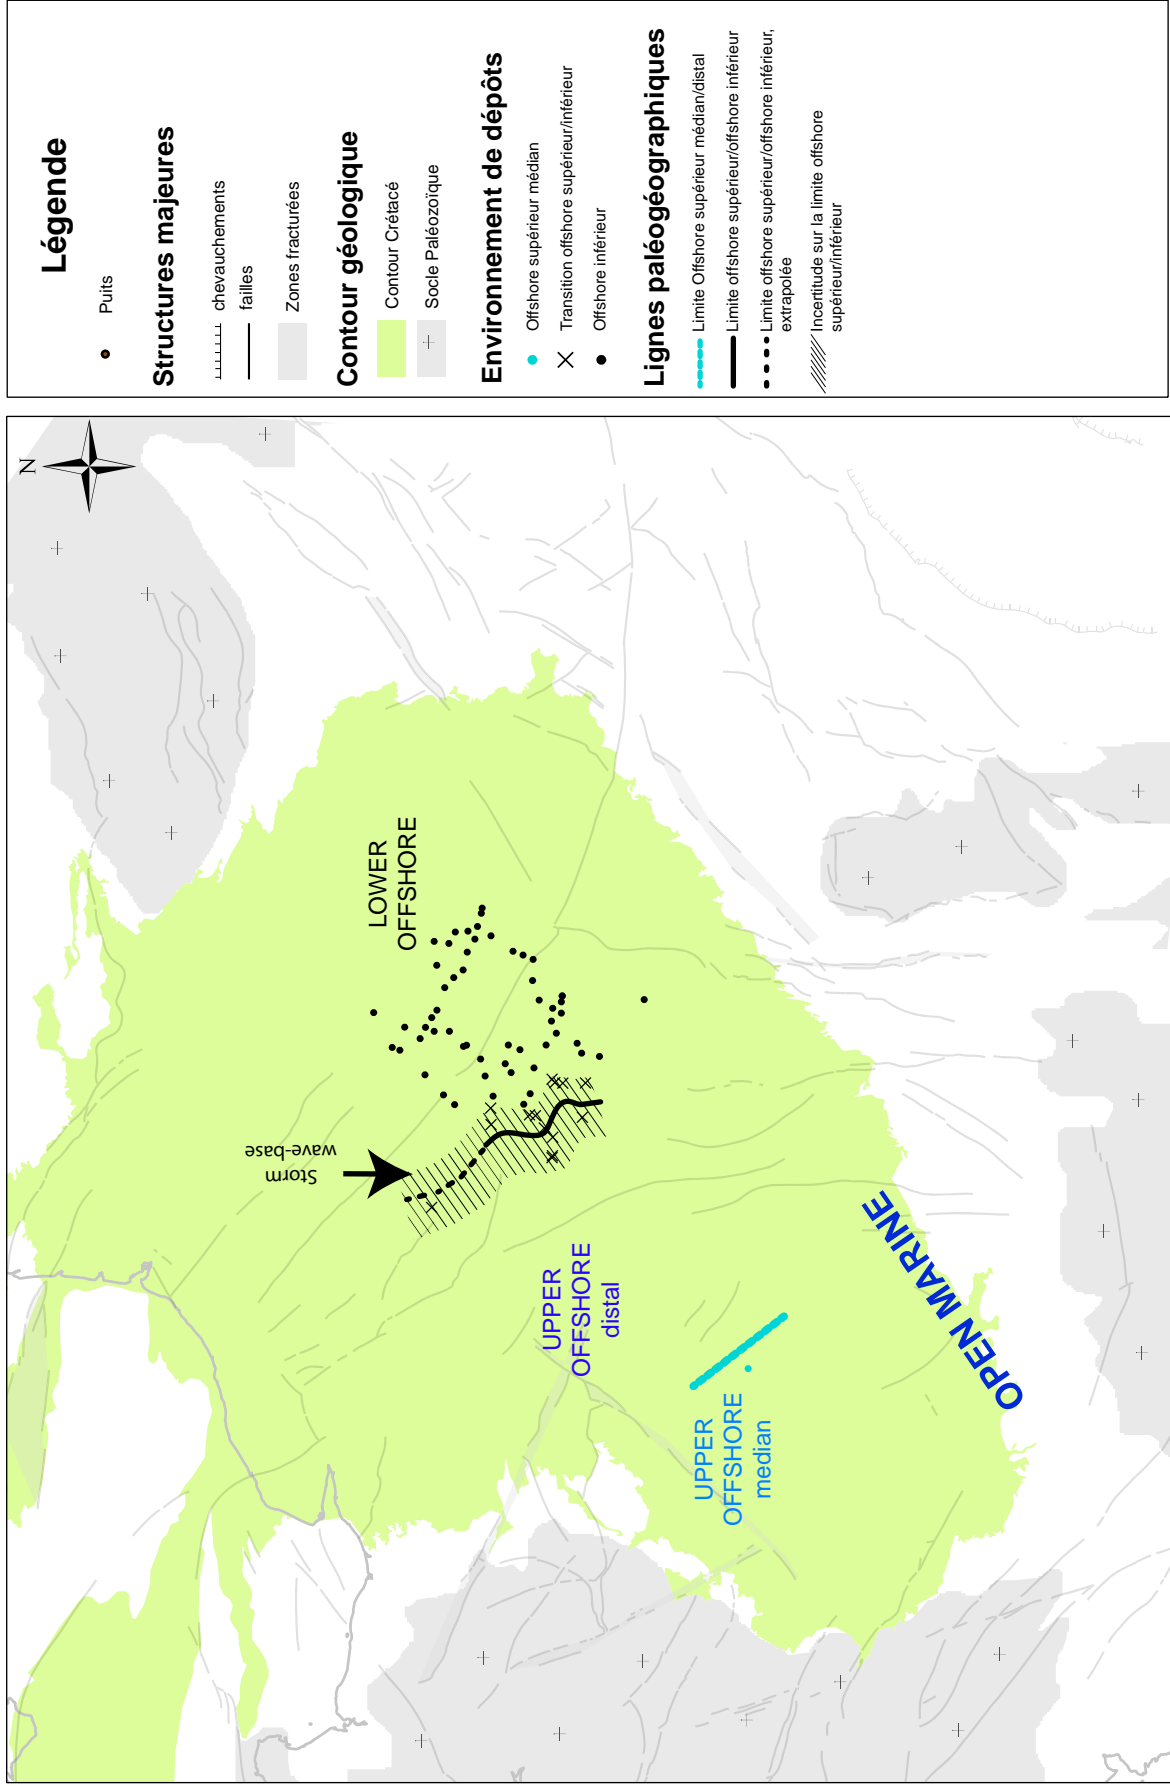 Légende
Puits
Structures majeures
chevauchements
failles
Zones fracturées
Contour géologique
Contour Crétacé
Socle Paléozoïque
Environnement de dépôts
Offshore supérieur médian
Transition offshore supérieur/inférieur
Offshore inférieur
Lignes paléogéographiques
Limite Offshore supérieur médian/distal
Limite offshore supérieur/offshore inférieur
Limite offshore supérieur/offshore inférieur,
extrapolée
Incertitude sur la limite offshore
supérieur/inférieur
N
LOWER
OFFSHORE
Storm
wave-base
UPPER
OFFSHORE
distal
UPPER
OFFSHORE
median
OPEN MARINE